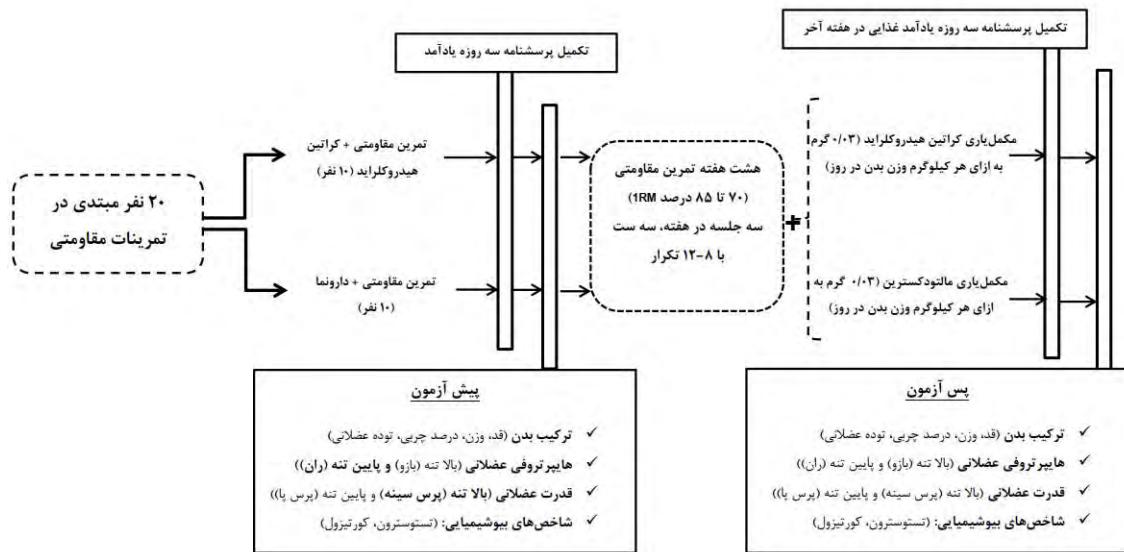 تکمیل پرسشنامه سه روزه یادآمد غذایی در هفته آخر
تکمیل پرسشنامه سه روزه یادآمد
۲۰ نفر مبتدی در
تمرینات مقاومتی
تمرین مقاومتی + کراتین
هیدروکلراید (۱۰ نفر)
تمرین مقاومتی + دارونما
(۱۰ نفر)
هشت هفته تمرین مقاومتی
(۷۰ تا ۸۵ درصد 1RM)
سه جلسه در هفته، سه ست
با ۸-۱۲ تکرار
+
مکمل‌یاری کراتین هیدروکلراید (۰/۰۳ گرم
به ازای هر کیلوگرم وزن بدن در روز)
مکمل‌یاری مالتودکسترین (۰/۰۳ گرم به
ازای هر کیلوگرم وزن بدن در روز)
پیش آزمون
✓ ترکیب بدن (قد، وزن، درصد چربی، توده عضلانی)
✓ هایپرتروفی عضلانی (بالا تنه (بازو) و پایین تنه (ران))
✓ قدرت عضلانی (بالا تنه (پرس سینه) و پایین تنه (پرس پا))
✓ شاخص‌های بیوشیمیایی: (تستوسترون، کورتیزول)
پس آزمون
✓ ترکیب بدن (قد، وزن، درصد چربی، توده عضلانی)
✓ هایپرتروفی عضلانی (بالا تنه (بازو) و پایین تنه (ران))
✓ قدرت عضلانی (بالا تنه (پرس سینه) و پایین تنه (پرس پا))
✓ شاخص‌های بیوشیمیایی: (تستوسترون، کورتیزول)